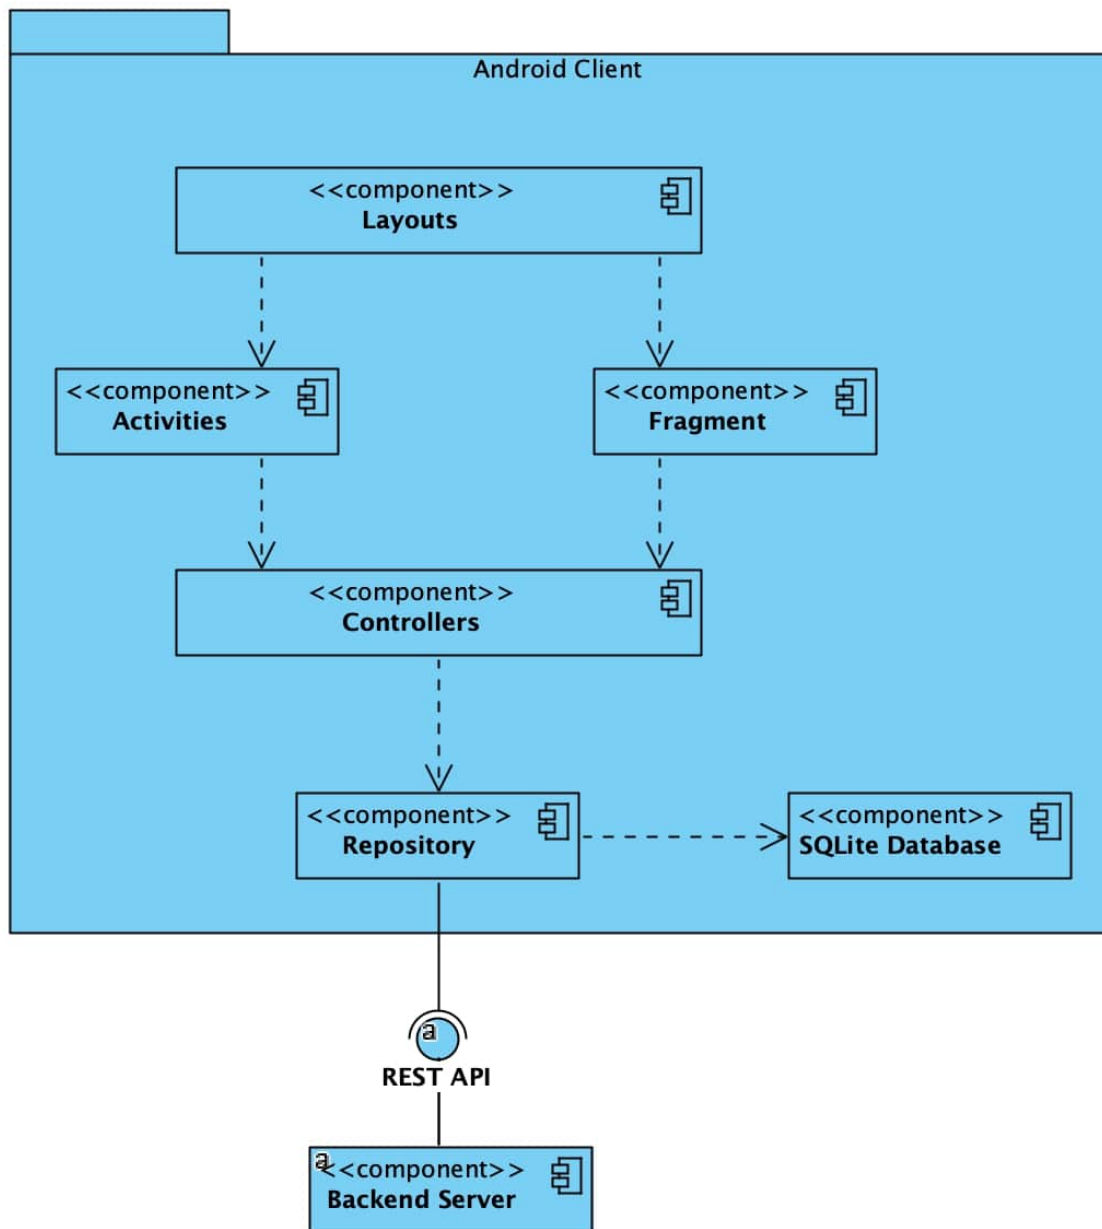 Android Client
<<component>>
Layouts
<<component>>
Activities
<<component>>
Fragment
<<component>>
Controllers
<<component>>
Repository
<<component>>
SQLite Database
a
REST API
a
<<component>>
Backend Server